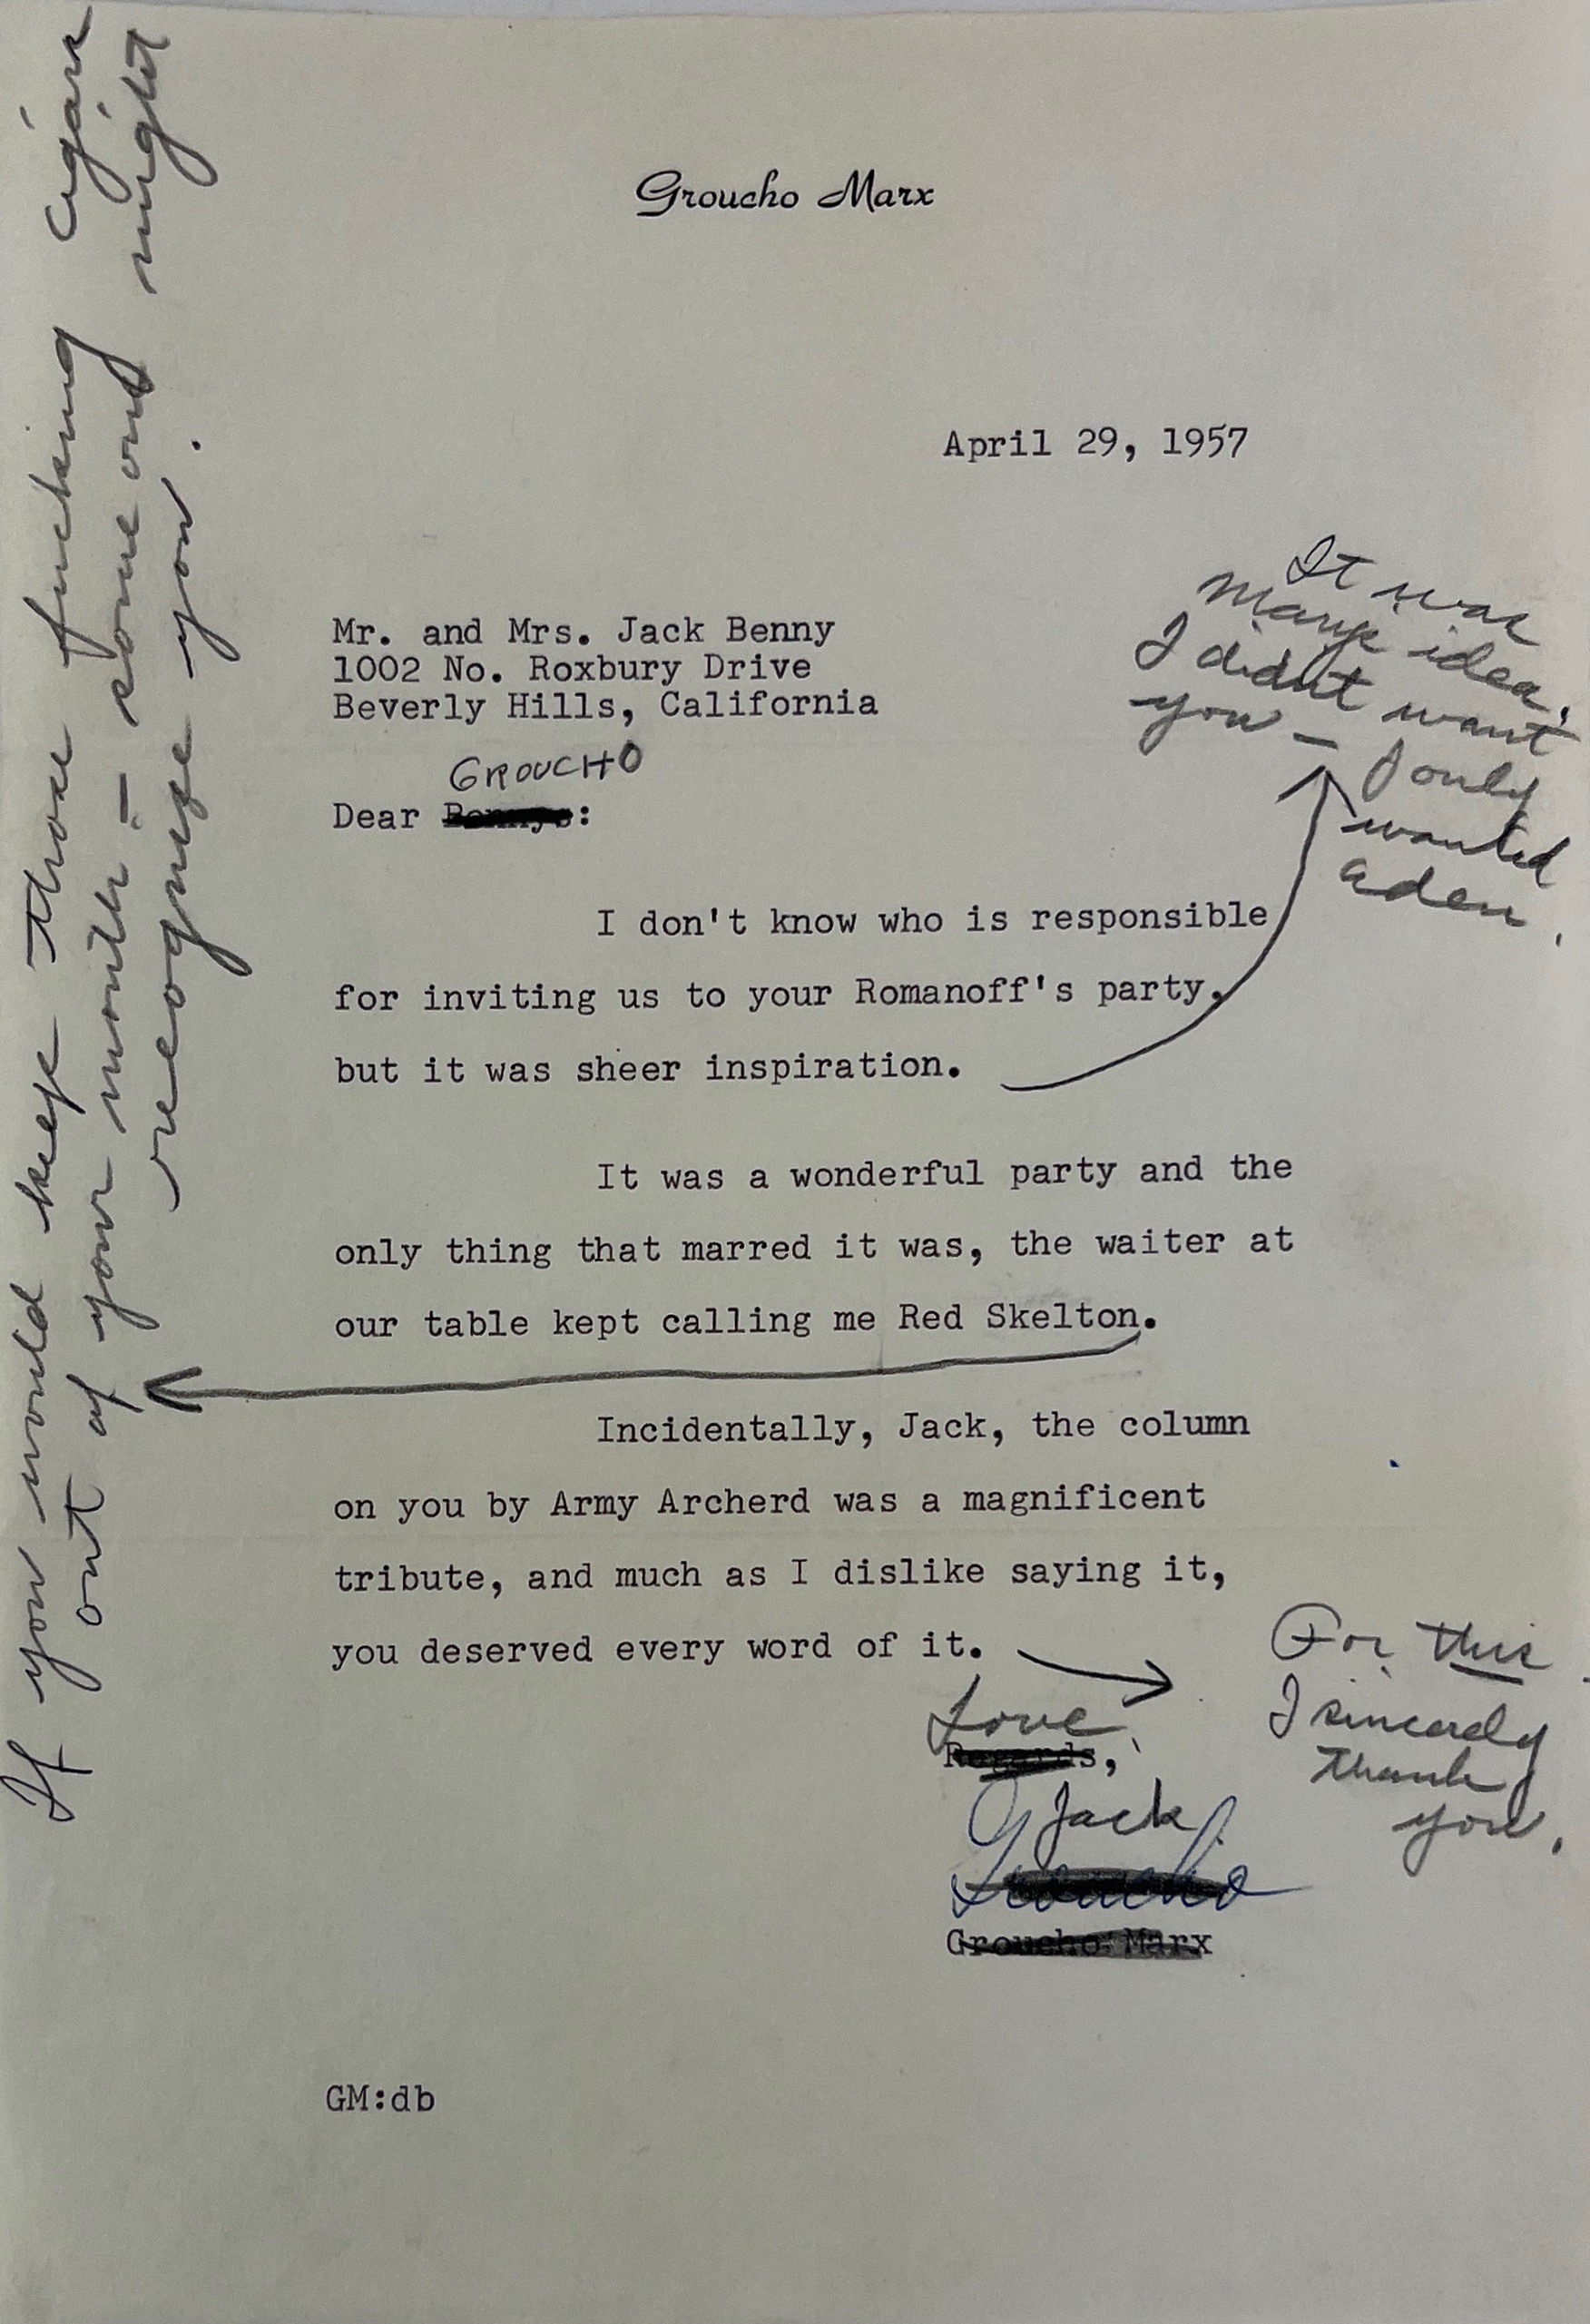 Groucho Marx
April 29, 1957
It was
Marys idea,
I didnt want
you – I only
wanted
Eden.
Mr. and Mrs. Jack Benny
1002 No. Roxbury Drive
Beverly Hills, California
GROUCHO
Dear Bennys:
I don't know who is responsible
for inviting us to your Romanoff's party,
but it was sheer inspiration.
It was a wonderful party and the
only thing that marred it was, the waiter at
our table kept calling me Red Skelton.
If you would keep those fucking cigars
out of your mouth – some one might
recognize you.
Incidentally, Jack, the column
on you by Army Archerd was a magnificent
tribute, and much as I dislike saying it,
you deserved every word of it.
For this
I sincerely
thank
you.
Love
Regards,
Jack
Groucho
Groucho Marx
GM:db